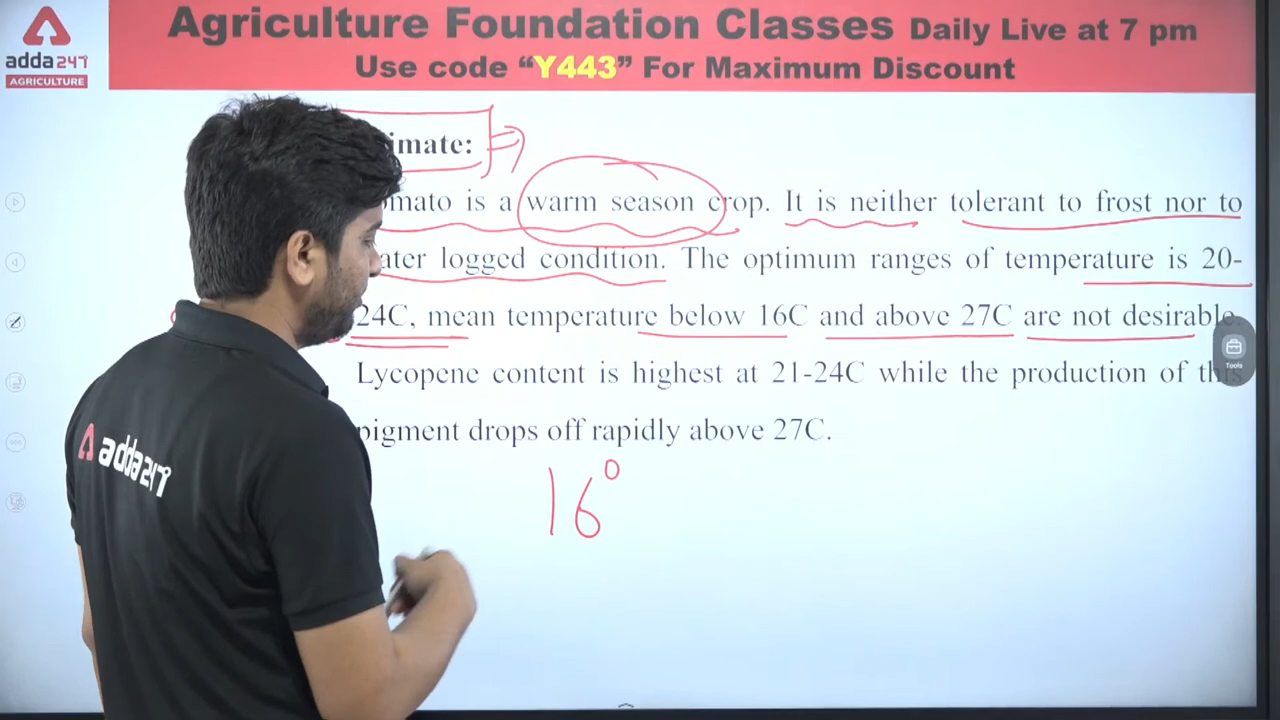 Agriculture Foundation Classes Daily Live at 7 pm
Use code “Y443” For Maximum Discount
adda247
AGRICULTURE
imate:
omato is a warm season crop. It is neither tolerant to frost nor to
ater logged condition. The optimum ranges of temperature is 20-
24C, mean temperature below 16C and above 27C are not desirable.
Tools
Lycopene content is highest at 21-24C while the production of this
pigment drops off rapidly above 27C.
16°
adda247